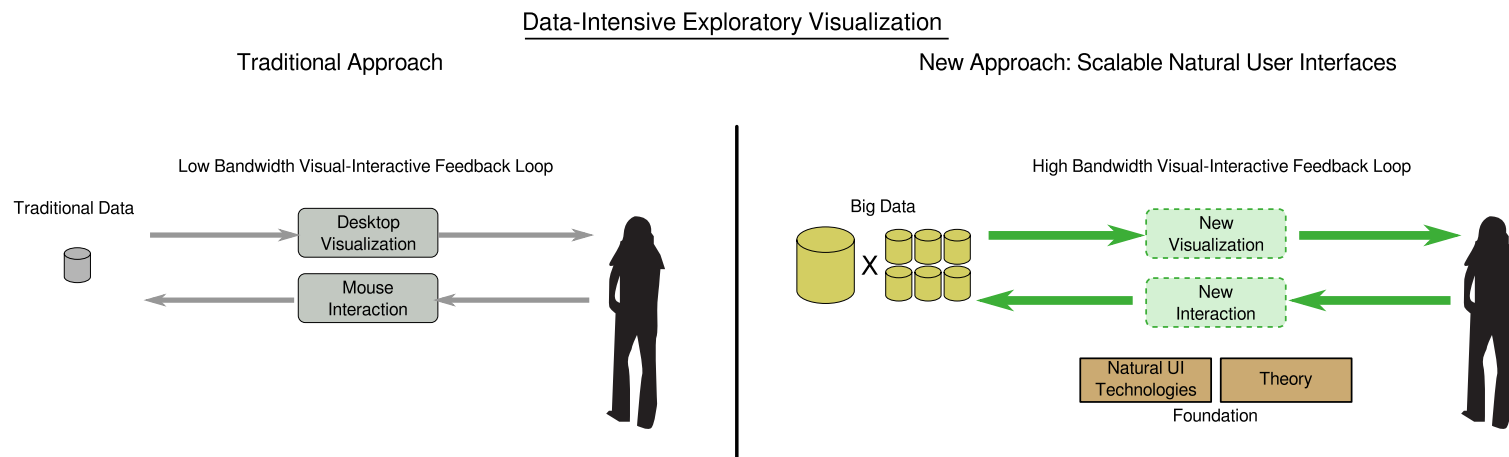 Data-Intensive Exploratory Visualization
Traditional Approach
Low Bandwidth Visual-Interactive Feedback Loop
Traditional Data
Desktop
Visualization
Mouse
Interaction
New Approach: Scalable Natural User Interfaces
High Bandwidth Visual-Interactive Feedback Loop
Big Data
X
New
Visualization
New
Interaction
Natural UI
Technologies
Theory
Foundation